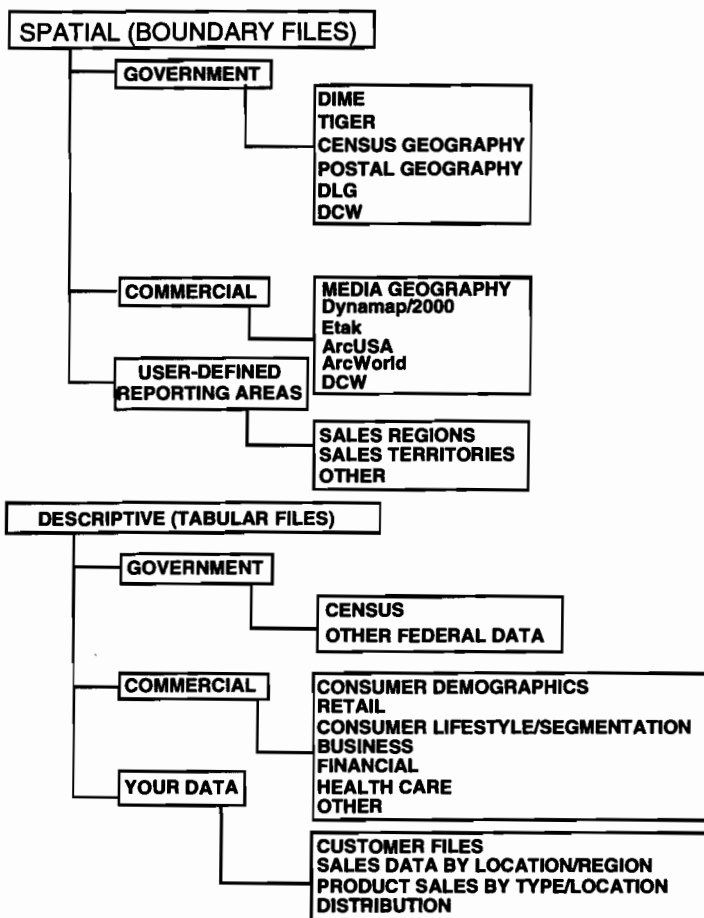 SPATIAL (BOUNDARY FILES)
GOVERNMENT
DIME
TIGER
CENSUS GEOGRAPHY
POSTAL GEOGRAPHY
DLG
DCW
COMMERCIAL
MEDIA GEOGRAPHY
Dynamap/2000
Etak
ArcUSA
ArcWorld
DCW
USER-DEFINED
REPORTING AREAS
SALES REGIONS
SALES TERRITORIES
OTHER
DESCRIPTIVE (TABULAR FILES)
GOVERNMENT
CENSUS
OTHER FEDERAL DATA
COMMERCIAL
CONSUMER DEMOGRAPHICS
RETAIL
CONSUMER LIFESTYLE/SEGMENTATION
BUSINESS
FINANCIAL
HEALTH CARE
OTHER
YOUR DATA
CUSTOMER FILES
SALES DATA BY LOCATION/REGION
PRODUCT SALES BY TYPE/LOCATION
DISTRIBUTION